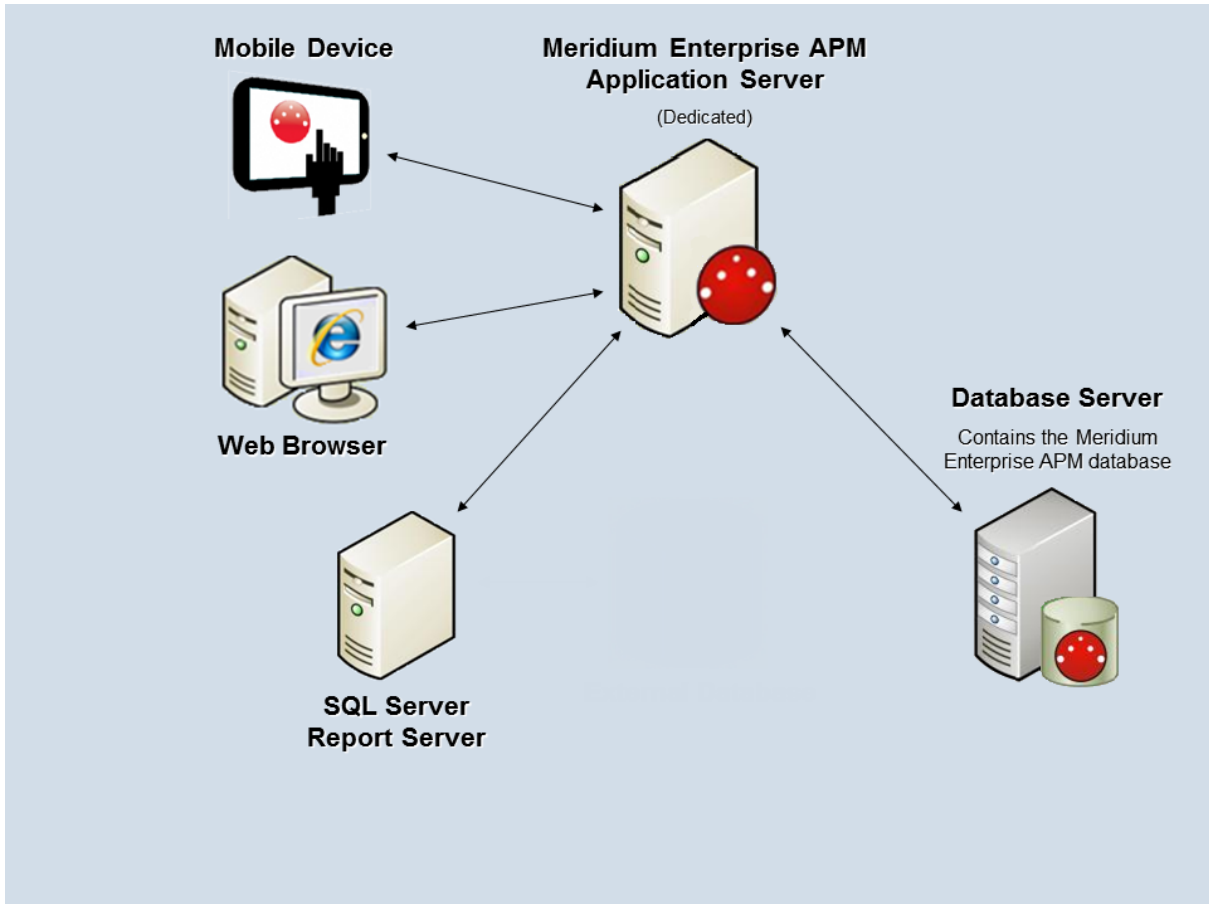 Mobile Device
Meridium Enterprise APM
Application Server
(Dedicated)
Web Browser
Database Server
Contains the Meridium
Enterprise APM database
SQL Server
Report Server